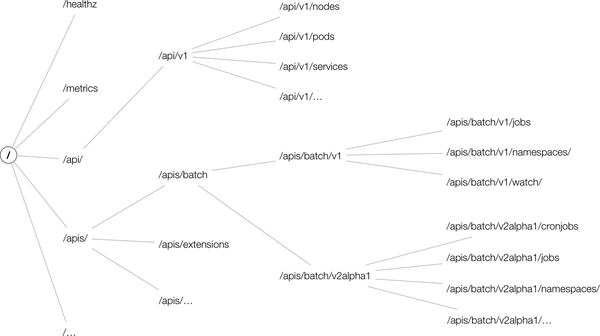 /healthz
/api/v1/nodes
/api/v1/pods
/api/v1
/api/v1/services
/metrics
/api/v1/…
/apis/batch/v1/jobs
/
/api/
/apis/batch/v1
/apis/batch/v1/namespaces/
/apis/batch
/apis/batch/v1/watch/
/apis/
/apis/extensions
/apis/batch/v2alpha1/cronjobs
/apis/batch/v2alpha1/jobs
/apis/batch/v2alpha1
/apis/batch/v2alpha1/namespaces/
/apis/…
/apis/batch/v2alpha1/…
/…